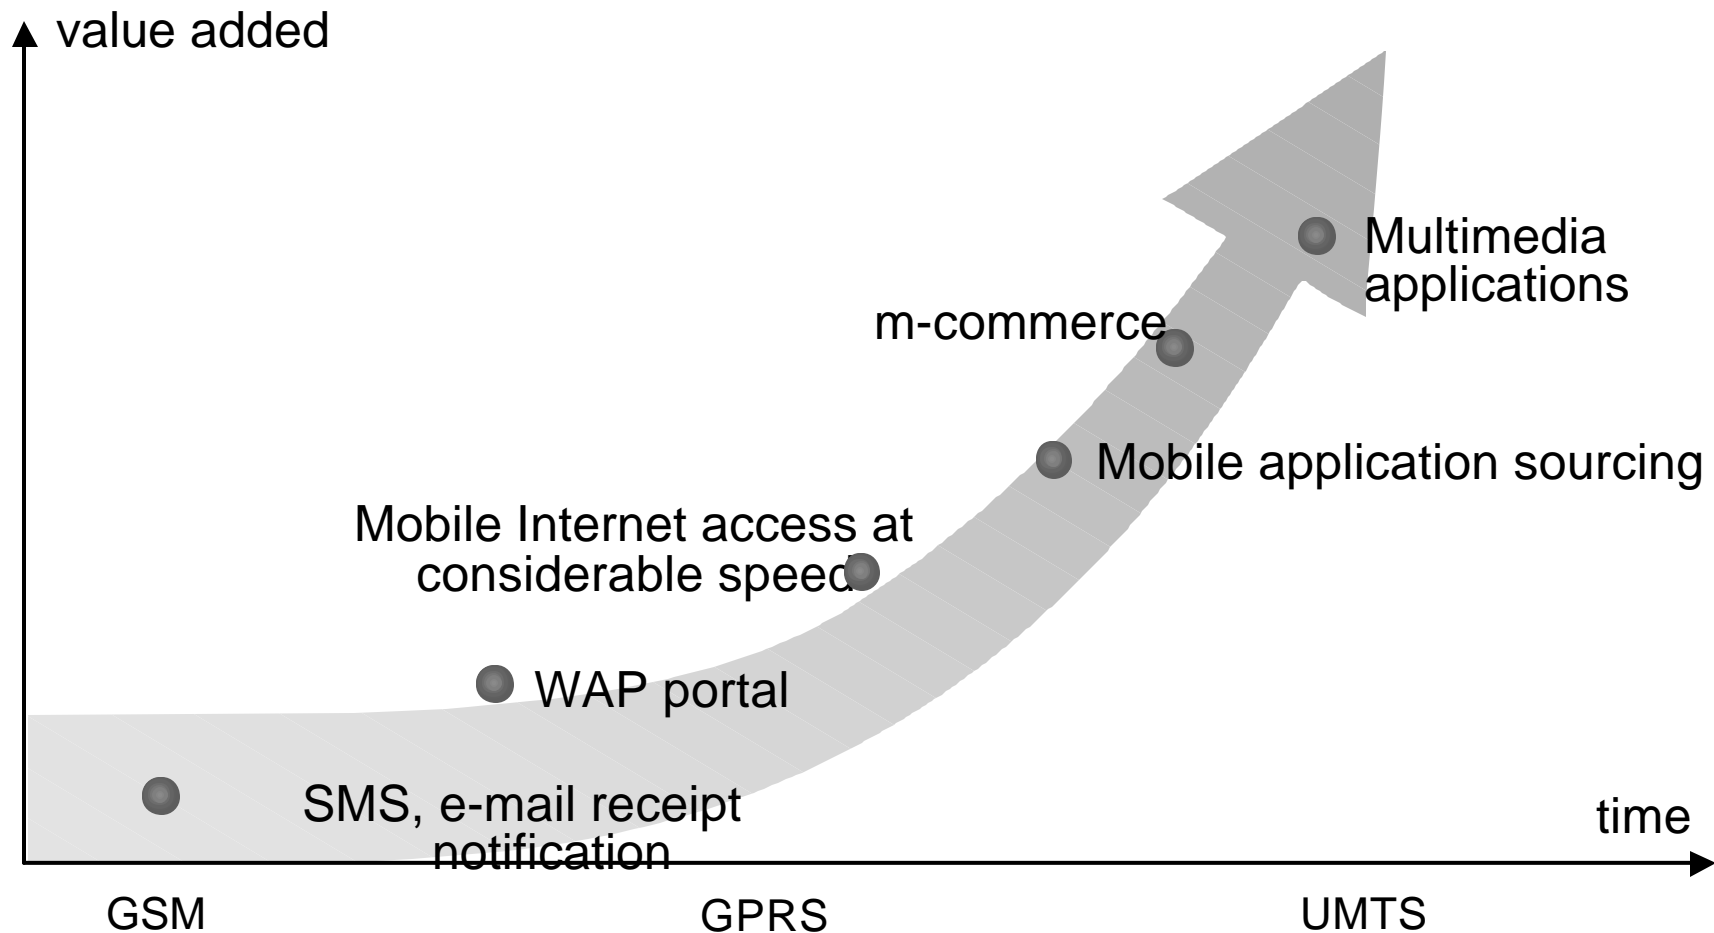 value added
Multimedia
applications
m-commerce
Mobile application sourcing
Mobile Internet access at
considerable speed
WAP portal
SMS, e-mail receipt
notification
time
GSM
GPRS
UMTS